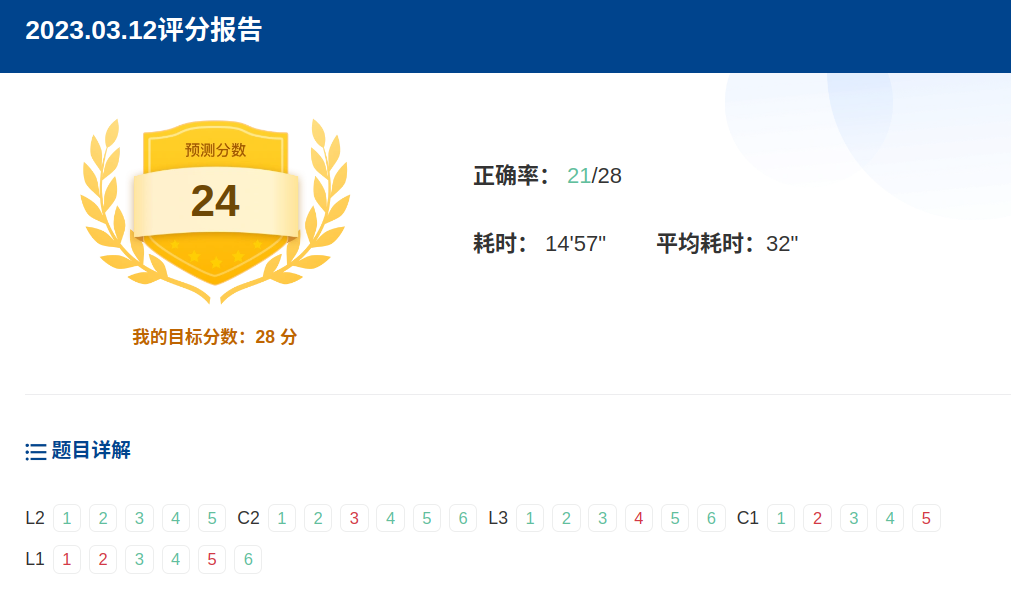 2023.03.12评分报告
预测分数
24
我的目标分数：28 分
正确率： 21/28
耗时： 14'57" 平均耗时：32"
题目详解
L2 1 2 3 4 5 C2 1 2 3 4 5 6 L3 1 2 3 4 5 6 C1 1 2 3 4 5
L1 1 2 3 4 5 6